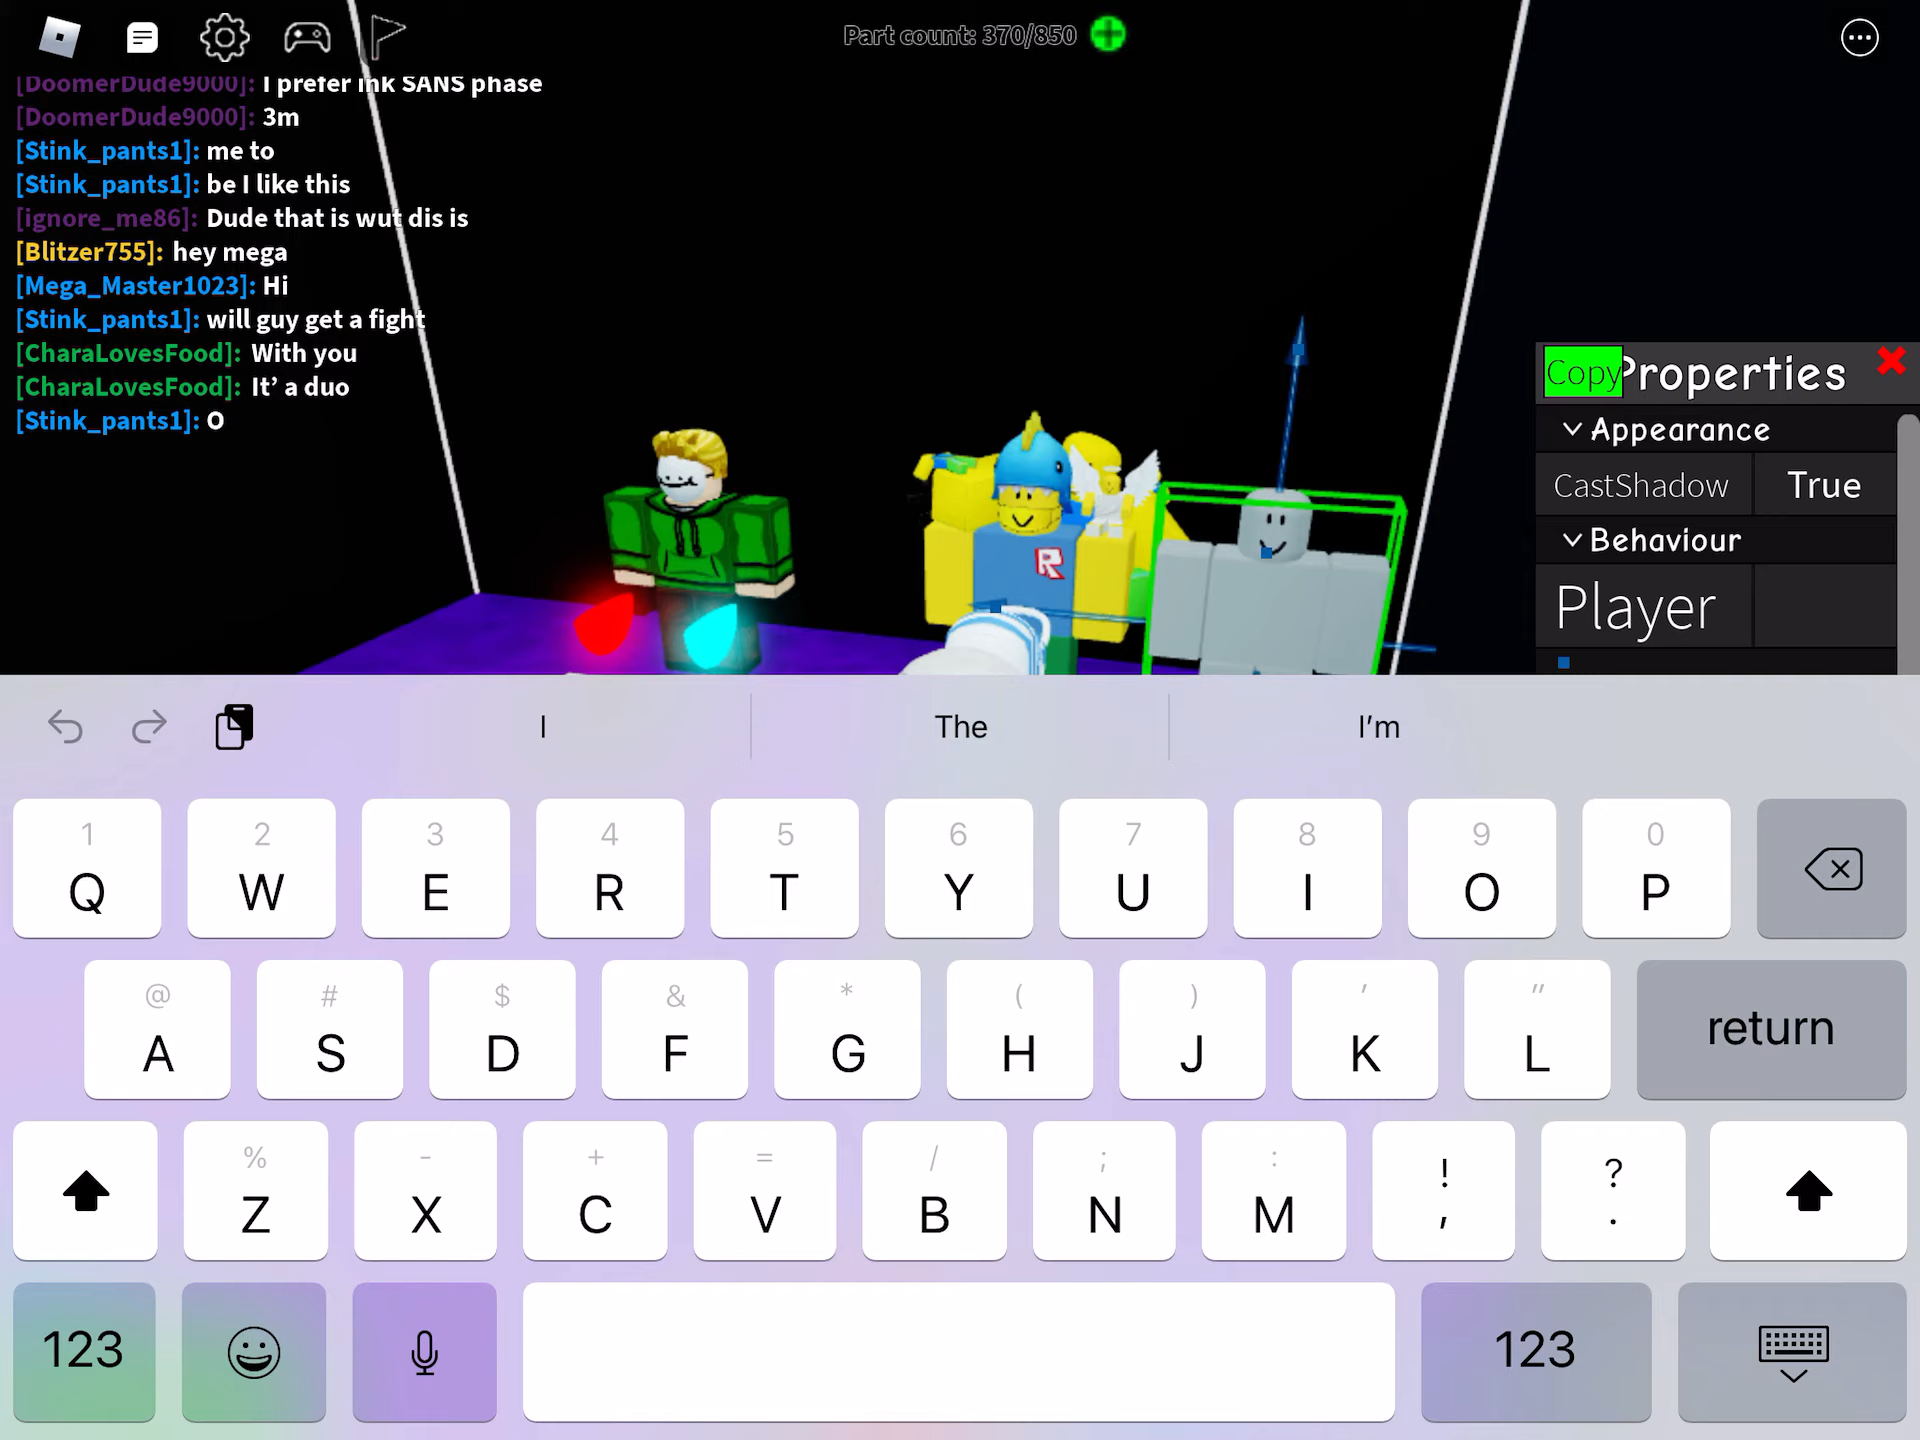 Part count: 370/850
[DoomerDude9000]: I prefer ink SANS phase
[DoomerDude9000]: 3m
[Stink_pants1]: me to
[Stink_pants1]: be I like this
[ignore_me86]: Dude that is wut dis is
[Blitzer755]: hey mega
[Mega_Master1023]: Hi
[Stink_pants1]: will guy get a fight
[CharaLovesFood]: With you
[CharaLovesFood]: It’ a duo
[Stink_pants1]: O
R
Copy Properties
Appearance
CastShadow True
Behaviour
Player
I The I’m
1 2 3 4 5 6 7 8 9 0
Q W E R T Y U I O P
@ # $ & * ( ) ' "
A S D F G H J K L return
% - + = / ; : ! ?
Z X C V B N M , .
123 123